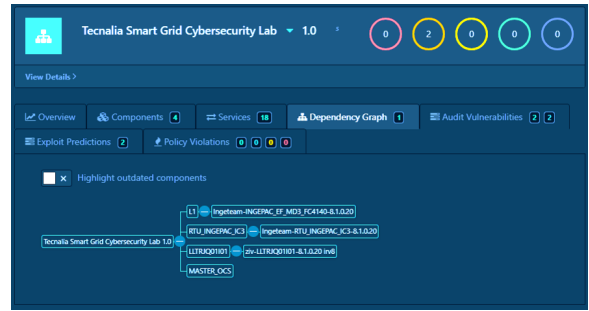 Tecnalia Smart Grid Cybersecurity Lab 1.0 3 0 2 0 0 0
View Details >
Overview Components 4 Services 18 Dependency Graph 1 Audit Vulnerabilities 2 2
Exploit Predictions 2 Policy Violations 0 0 0 0
Highlight outdated components
L1 Ingeteam-INGEPAC_EF_MD3_FC4140-8.1.0.20
RTU_INGEPAC_IC3 Ingeteam-RTU_INGEPAC_IC3-8.1.0.20
Tecnalia Smart Grid Cybersecurity Lab 1.0
LLTRJQ01I01 ziv-LLTRJQ01I01-8.1.0.20 inv8
MASTER_OCS